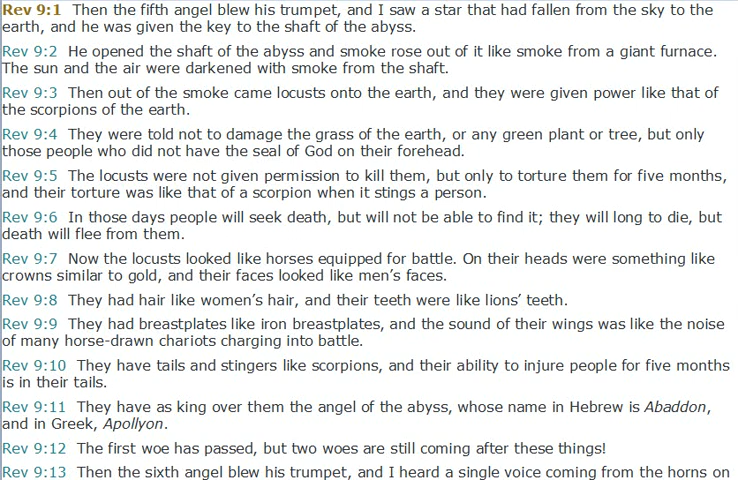 Rev 9:1 Then the fifth angel blew his trumpet, and I saw a star that had fallen from the sky to the
earth, and he was given the key to the shaft of the abyss.
Rev 9:2 He opened the shaft of the abyss and smoke rose out of it like smoke from a giant furnace.
The sun and the air were darkened with smoke from the shaft.
Rev 9:3 Then out of the smoke came locusts onto the earth, and they were given power like that of
the scorpions of the earth.
Rev 9:4 They were told not to damage the grass of the earth, or any green plant or tree, but only
those people who did not have the seal of God on their forehead.
Rev 9:5 The locusts were not given permission to kill them, but only to torture them for five months,
and their torture was like that of a scorpion when it stings a person.
Rev 9:6 In those days people will seek death, but will not be able to find it; they will long to die, but
death will flee from them.
Rev 9:7 Now the locusts looked like horses equipped for battle. On their heads were something like
crowns similar to gold, and their faces looked like men’s faces.
Rev 9:8 They had hair like women’s hair, and their teeth were like lions’ teeth.
Rev 9:9 They had breastplates like iron breastplates, and the sound of their wings was like the noise
of many horse-drawn chariots charging into battle.
Rev 9:10 They have tails and stingers like scorpions, and their ability to injure people for five months
is in their tails.
Rev 9:11 They have as king over them the angel of the abyss, whose name in Hebrew is Abaddon,
and in Greek, Apollyon.
Rev 9:12 The first woe has passed, but two woes are still coming after these things!
Rev 9:13 Then the sixth angel blew his trumpet, and I heard a single voice coming from the horns on